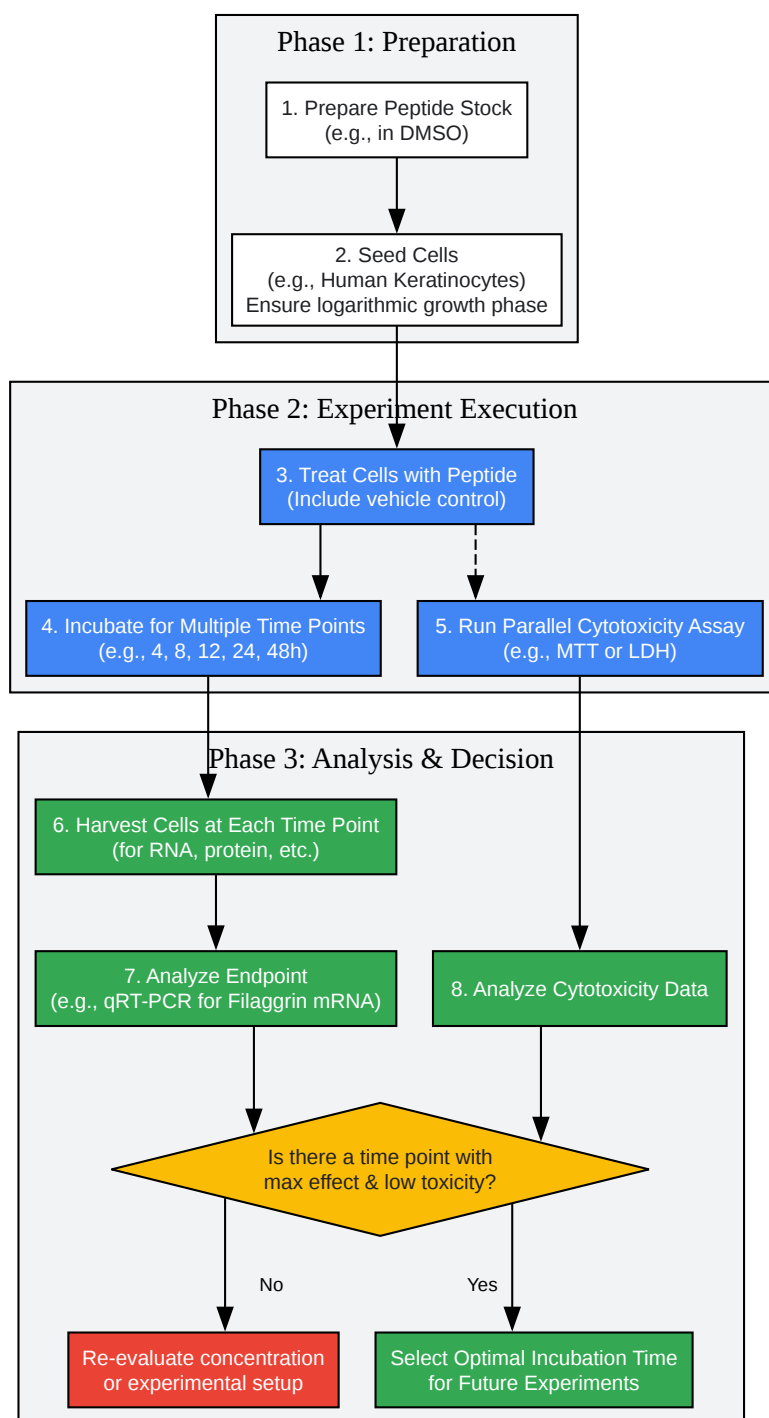 Phase 1: Preparation
1. Prepare Peptide Stock
(e.g., in DMSO)
2. Seed Cells
(e.g., Human Keratinocytes)
Ensure logarithmic growth phase
Phase 2: Experiment Execution
3. Treat Cells with Peptide
(Include vehicle control)
4. Incubate for Multiple Time Points
(e.g., 4, 8, 12, 24, 48h)
5. Run Parallel Cytotoxicity Assay
(e.g., MTT or LDH)
Phase 3: Analysis & Decision
6. Harvest Cells at Each Time Point
(for RNA, protein, etc.)
7. Analyze Endpoint
(e.g., qRT-PCR for Filaggrin mRNA)
8. Analyze Cytotoxicity Data
Is there a time point with
max effect & low toxicity?
No
Yes
Re-evaluate concentration
or experimental setup
Select Optimal Incubation Time
for Future Experiments